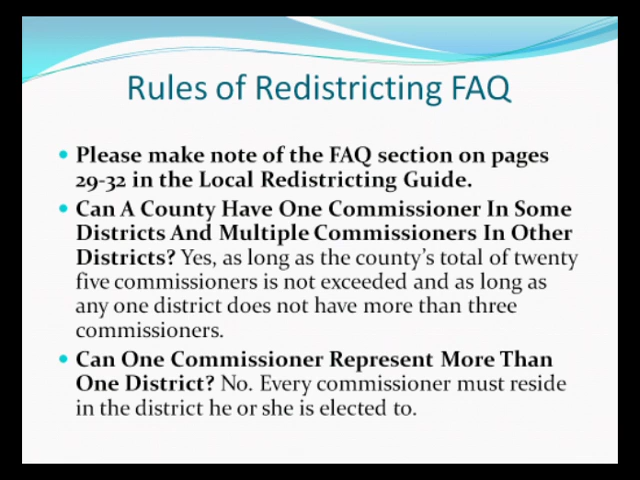 Rules of Redistricting FAQ
Please make note of the FAQ section on pages
29-32 in the Local Redistricting Guide.
Can A County Have One Commissioner In Some
Districts And Multiple Commissioners In Other
Districts? Yes, as long as the county's total of twenty
five commissioners is not exceeded and as long as
any one district does not have more than three
commissioners.
Can One Commissioner Represent More Than
One District? No. Every commissioner must reside
in the district he or she is elected to.